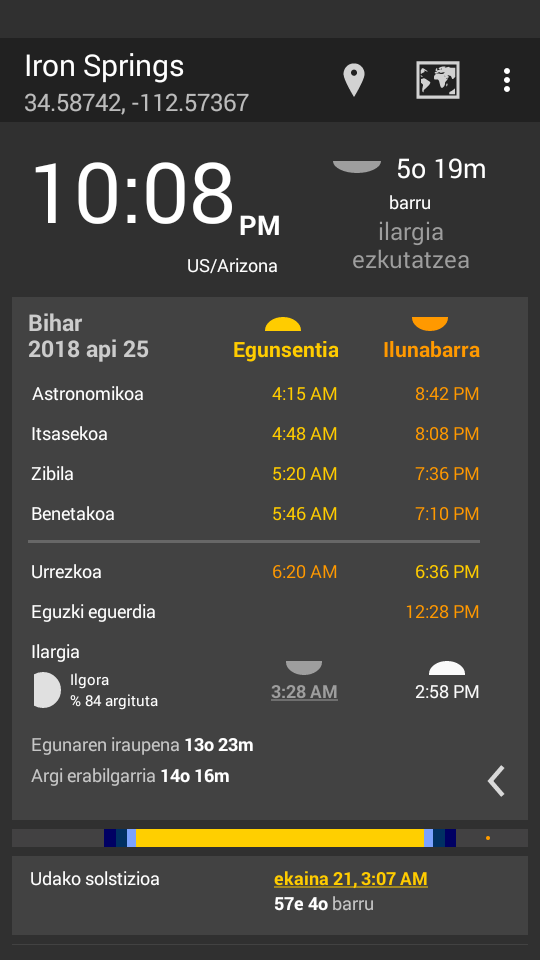 Iron Springs
34.58742, -112.57367
10:08 PM
US/Arizona
5o 19m
barru
ilargia
ezkutatzea
Bihar
2018 api 25
Egunsentia Ilunabarra
Astronomikoa 4:15 AM 8:42 PM
Itsasekoa 4:48 AM 8:08 PM
Zibila 5:20 AM 7:36 PM
Benetakoa 5:46 AM 7:10 PM
Urrezkoa 6:20 AM 6:36 PM
Eguzki eguerdia 12:28 PM
Ilargia
Ilgora
% 84 argituta
3:28 AM 2:58 PM
Egunaren iraupena 13o 23m
Argi erabilgarria 14o 16m
Udako solstizioa ekaina 21, 3:07 AM
57e 4o barru